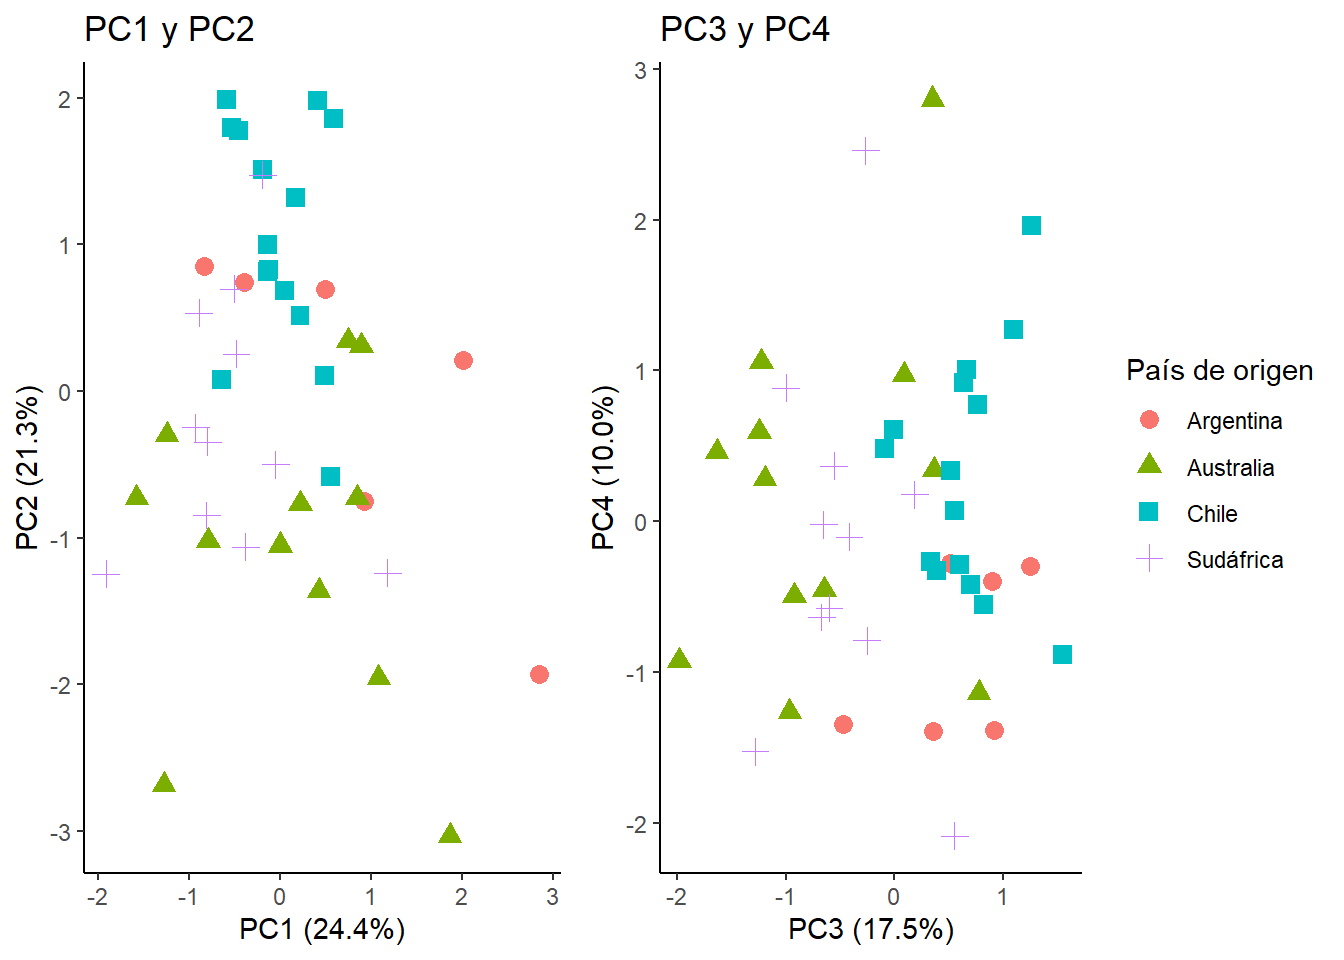 PC1 y PC2
PC2 (21.3%)
2
1
0
-1
-2
-3
-2
-1
0
1
2
3
PC1 (24.4%)
PC3 y PC4
PC4 (10.0%)
3
2
1
0
-1
-2
-2
-1
0
1
PC3 (17.5%)
País de origen
Argentina
Australia
Chile
Sudáfrica